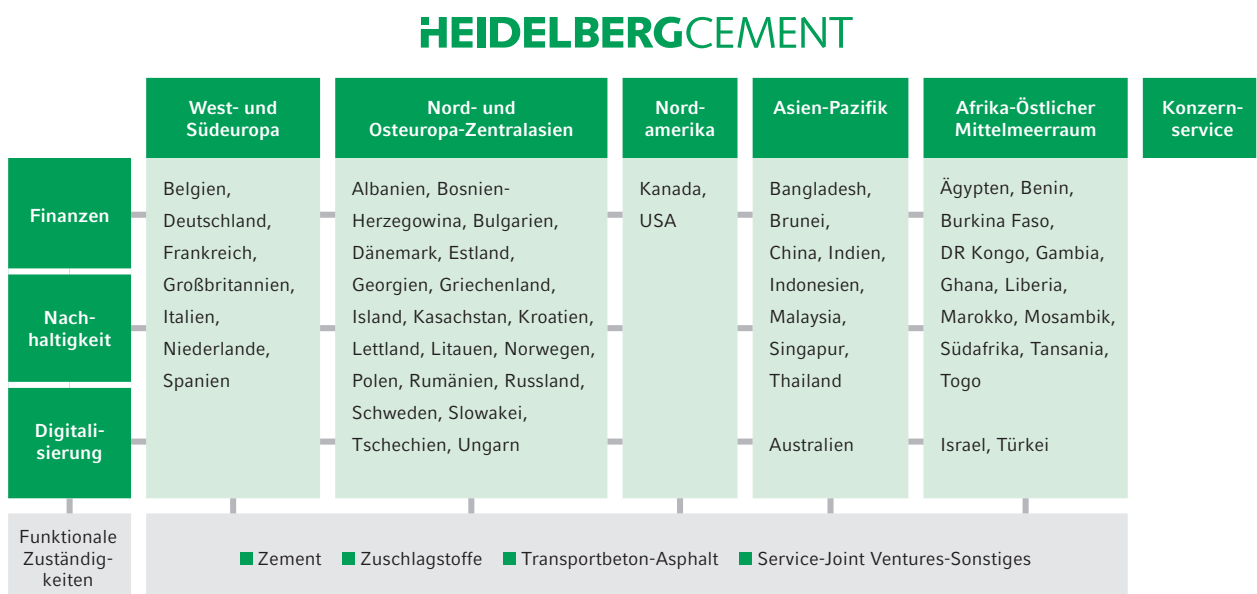 HEIDELBERGCEMENT
West- und
Südeuropa
Nord- und
Osteuropa-Zentralasien
Nord-
amerika
Asien-Pazifik
Afrika-Östlicher
Mittelmeerraum
Konzern-
service
Finanzen
Nach-
haltigkeit
Digitali-
sierung
Funktionale
Zuständig-
keiten
Belgien,
Deutschland,
Frankreich,
Großbritannien,
Italien,
Niederlande,
Spanien
Albanien, Bosnien-
Herzegowina, Bulgarien,
Dänemark, Estland,
Georgien, Griechenland,
Island, Kasachstan, Kroatien,
Lettland, Litauen, Norwegen,
Polen, Rumänien, Russland,
Schweden, Slowakei,
Tschechien, Ungarn
Kanada,
USA
Bangladesh,
Brunei,
China, Indien,
Indonesien,
Malaysia,
Singapur,
Thailand
Australien
Ägypten, Benin,
Burkina Faso,
DR Kongo, Gambia,
Ghana, Liberia,
Marokko, Mosambik,
Südafrika, Tansania,
Togo
Israel, Türkei
Zement Zuschlagstoffe Transportbeton-Asphalt Service-Joint Ventures-Sonstiges